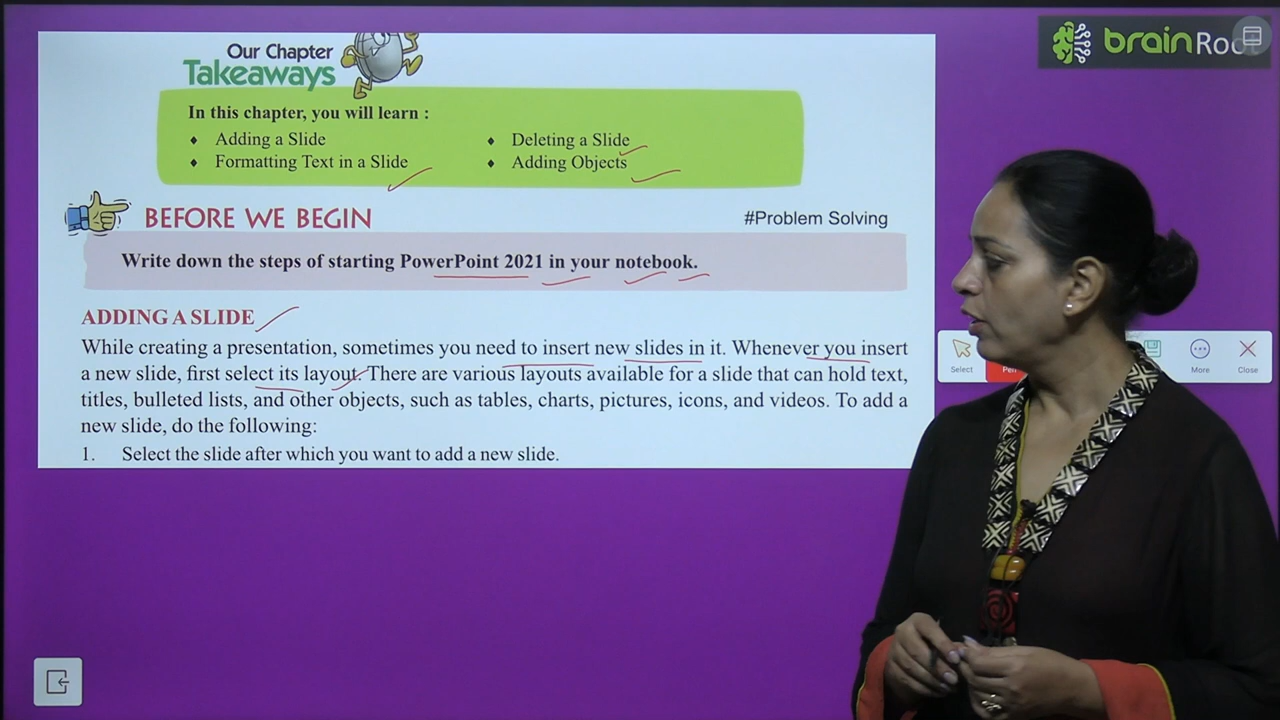 Our Chapter
Takeaways
brainRoo
In this chapter, you will learn :
♦ Adding a Slide
♦ Deleting a Slide
♦ Formatting Text in a Slide
♦ Adding Objects
BEFORE WE BEGIN
#Problem Solving
Write down the steps of starting PowerPoint 2021 in your notebook.
ADDING A SLIDE
While creating a presentation, sometimes you need to insert new slides in it. Whenever you insert
a new slide, first select its layout. There are various layouts available for a slide that can hold text,
titles, bulleted lists, and other objects, such as tables, charts, pictures, icons, and videos. To add a
new slide, do the following:
1. Select the slide after which you want to add a new slide.
Select
Pen
More
Close